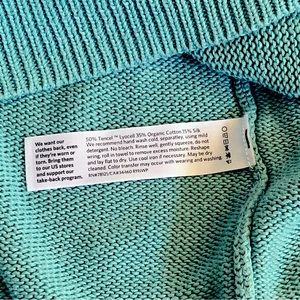 We want our
clothes back, even
if they're worn or
torn. Bring them
to our US stores
and support our
take-back program.
50% Tencel™ Lyocell 35% Organic Cotton 15% Silk
We recommend hand wash cold, separately, using mild
detergent. No bleach. Rinse well, gently squeeze, do not
wring, roll in towel to remove excess moisture. Reshape
and lay flat to dry. Use cool iron if necessary. May be dry
cleaned. Color transfer may occur with wearing and washing.